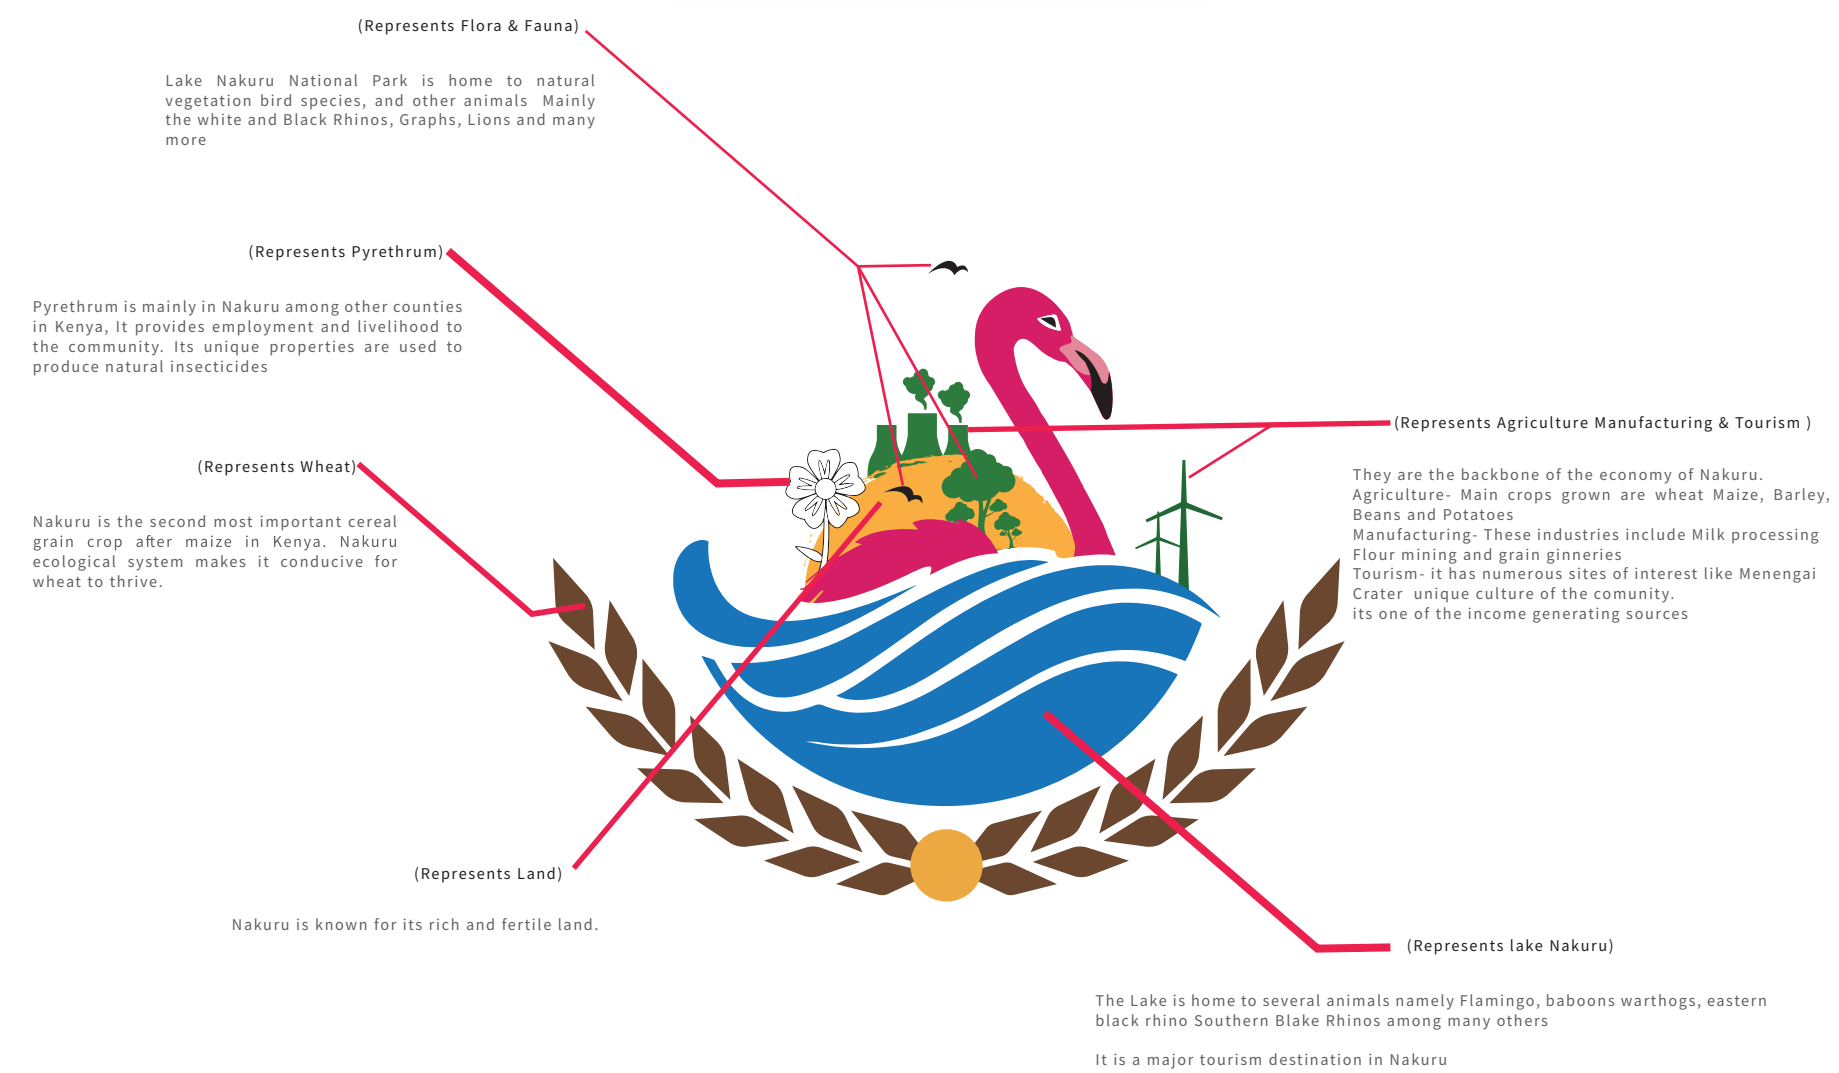 (Represents Flora & Fauna)
Lake Nakuru National Park is home to natural
vegetation bird species, and other animals Mainly
the white and Black Rhinos, Graphs, Lions and many
more
(Represents Pyrethrum)
Pyrethrum is mainly in Nakuru among other counties
in Kenya, It provides employment and livelihood to
the community. Its unique properties are used to
produce natural insecticides
(Represents Wheat)
Nakuru is the second most important cereal
grain crop after maize in Kenya. Nakuru
ecological system makes it conducive for
wheat to thrive.
(Represents Agriculture Manufacturing & Tourism )
They are the backbone of the economy of Nakuru.
Agriculture- Main crops grown are wheat Maize, Barley,
Beans and Potatoes
Manufacturing- These industries include Milk processing
Flour mining and grain ginneries
Tourism- it has numerous sites of interest like Menengai
Crater unique culture of the comunity.
its one of the income generating sources
(Represents Land)
Nakuru is known for its rich and fertile land.
(Represents lake Nakuru)
The Lake is home to several animals namely Flamingo, baboons warthogs, eastern
black rhino Southern Blake Rhinos among many others
It is a major tourism destination in Nakuru